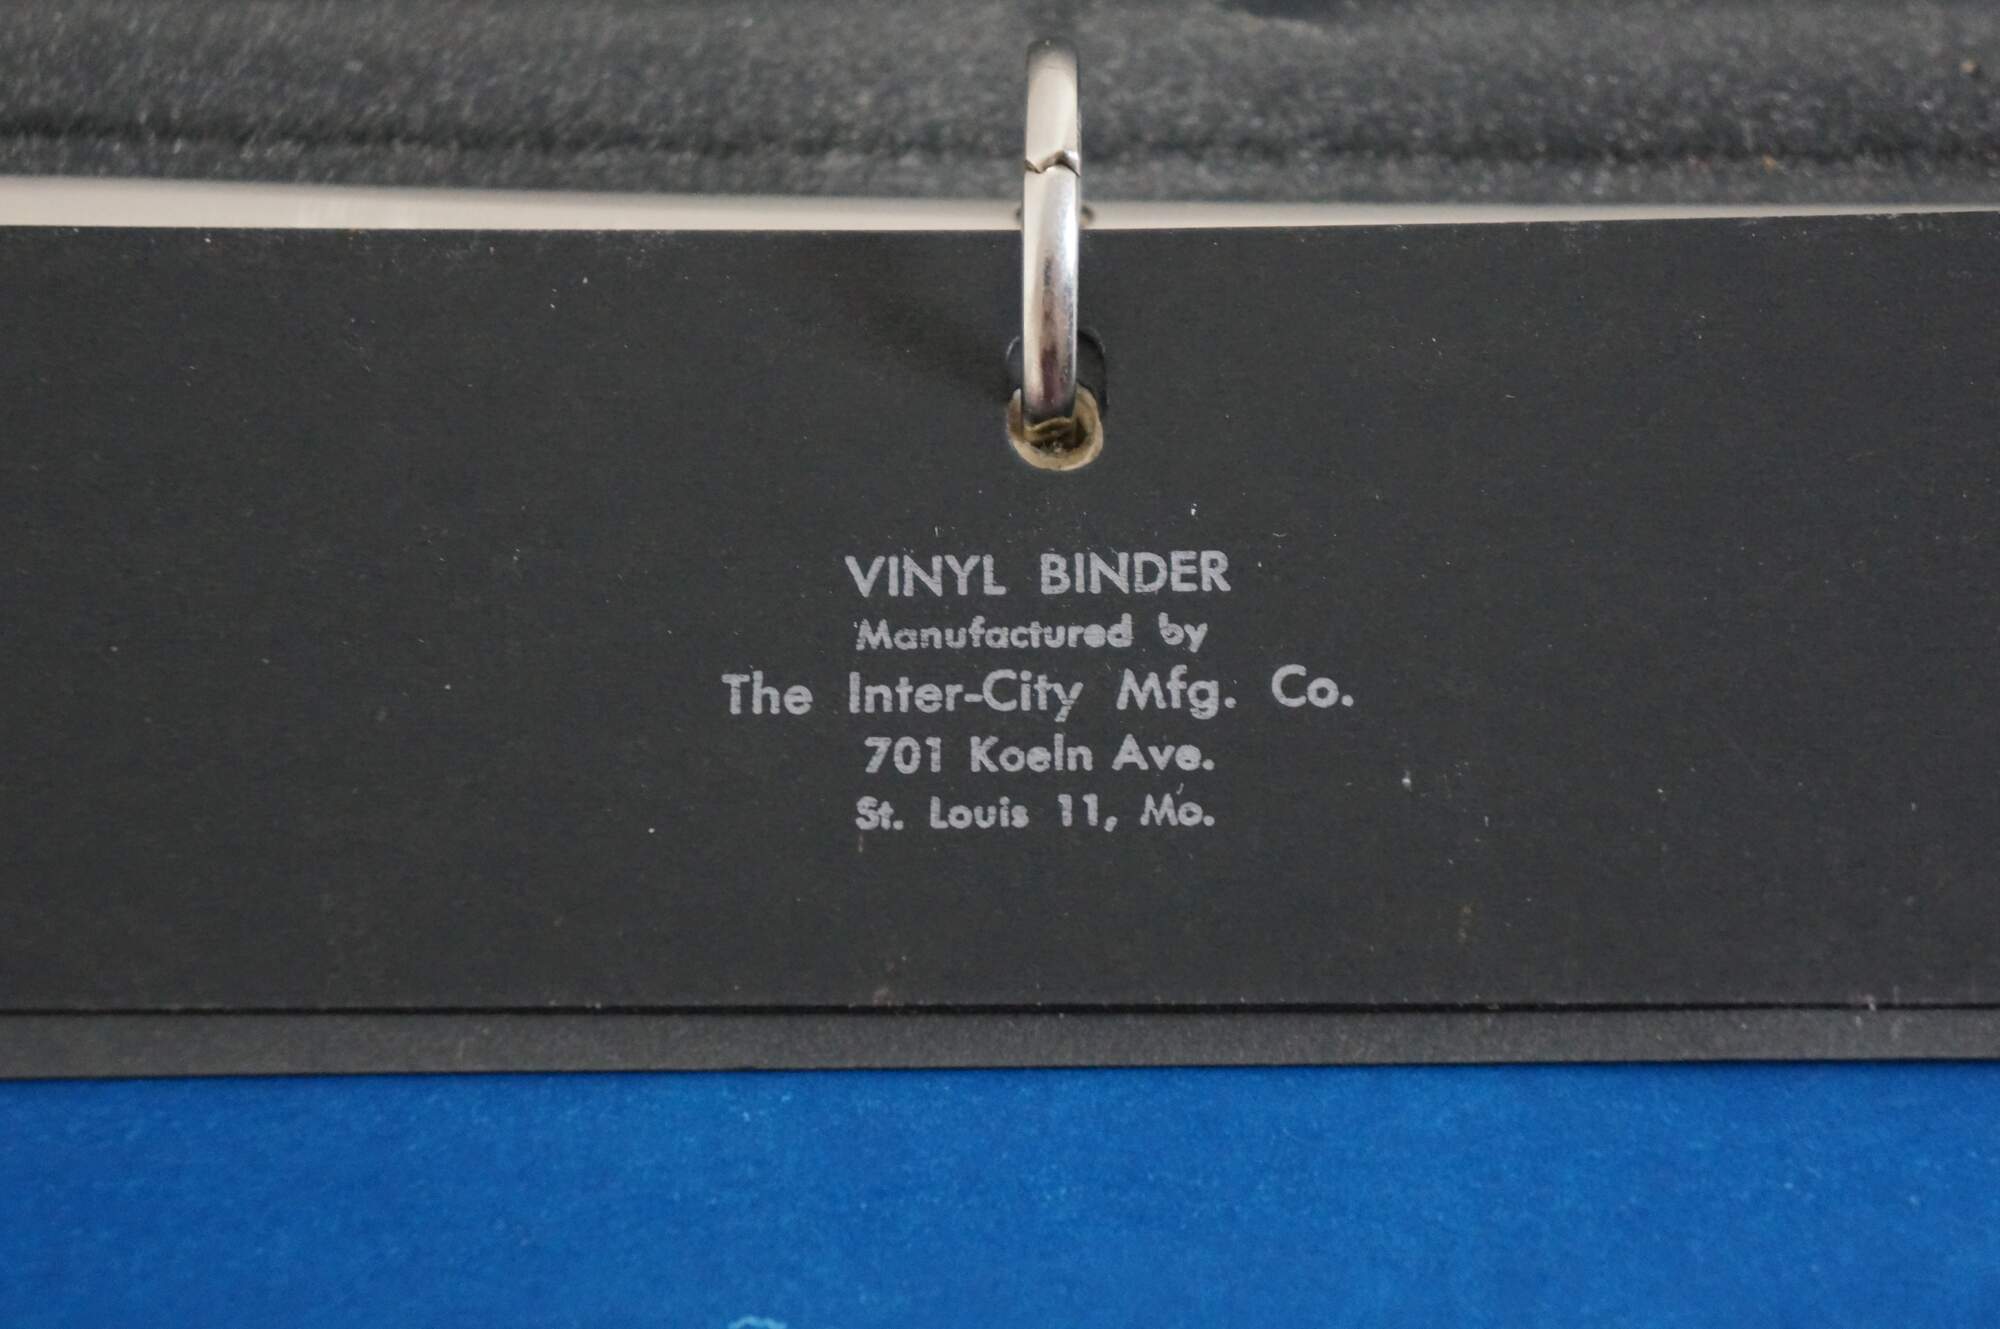 VINYL BINDER
Manufactured by
The Inter-City Mfg. Co.
701 Koeln Ave.
St. Louis 11, Mo.